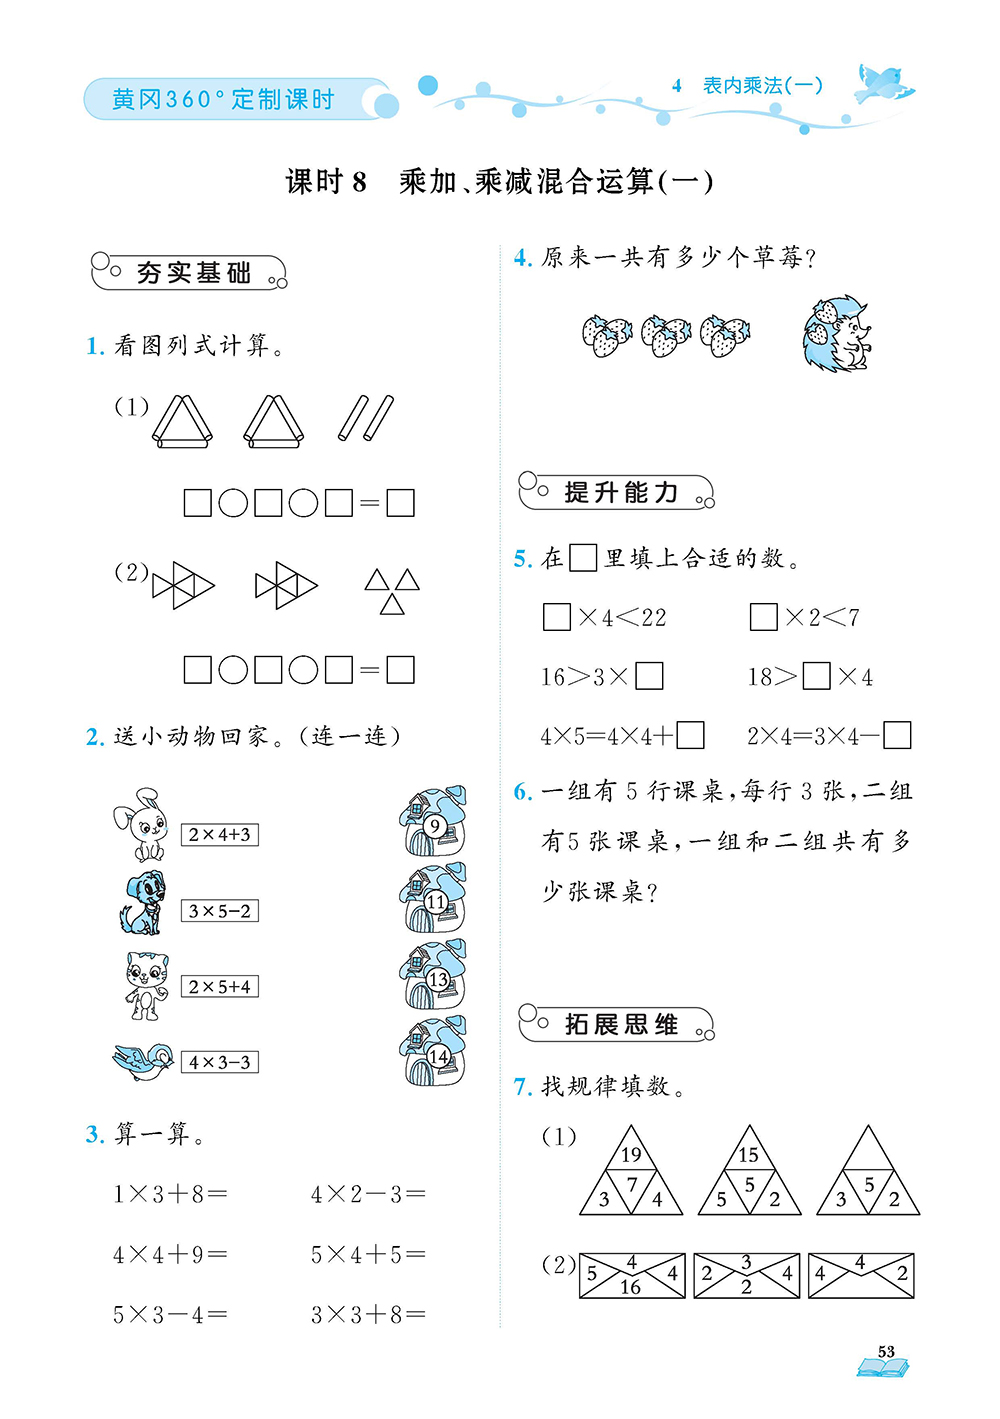 黄冈360°定制课时
4 表内乘法(一)
课时8 乘加、乘减混合运算(一)
夯实基础
1. 看图列式计算。
(1)
□○□○□=□
(2)
□○□○□=□
2. 送小动物回家。(连一连)
2×4+3
9
3×5−2
11
2×5+4
13
4×3−3
14
3. 算一算。
1×3+8= 4×2−3=
4×4+9= 5×4+5=
5×3−4= 3×3+8=
4. 原来一共有多少个草莓?
提升能力
5. 在□里填上合适的数。
□×4<22 □×2<7
16>3×□ 18>□×4
4×5=4×4+□ 2×4=3×4−□
6. 一组有5行课桌,每行3张,二组
有5张课桌,一组和二组共有多
少张课桌?
拓展思维
7. 找规律填数。
(1)
19 15
3 7 4 5 5 2 3 5 2
(2)
5 4 4 2 3 4 4 4 2
16 2
53